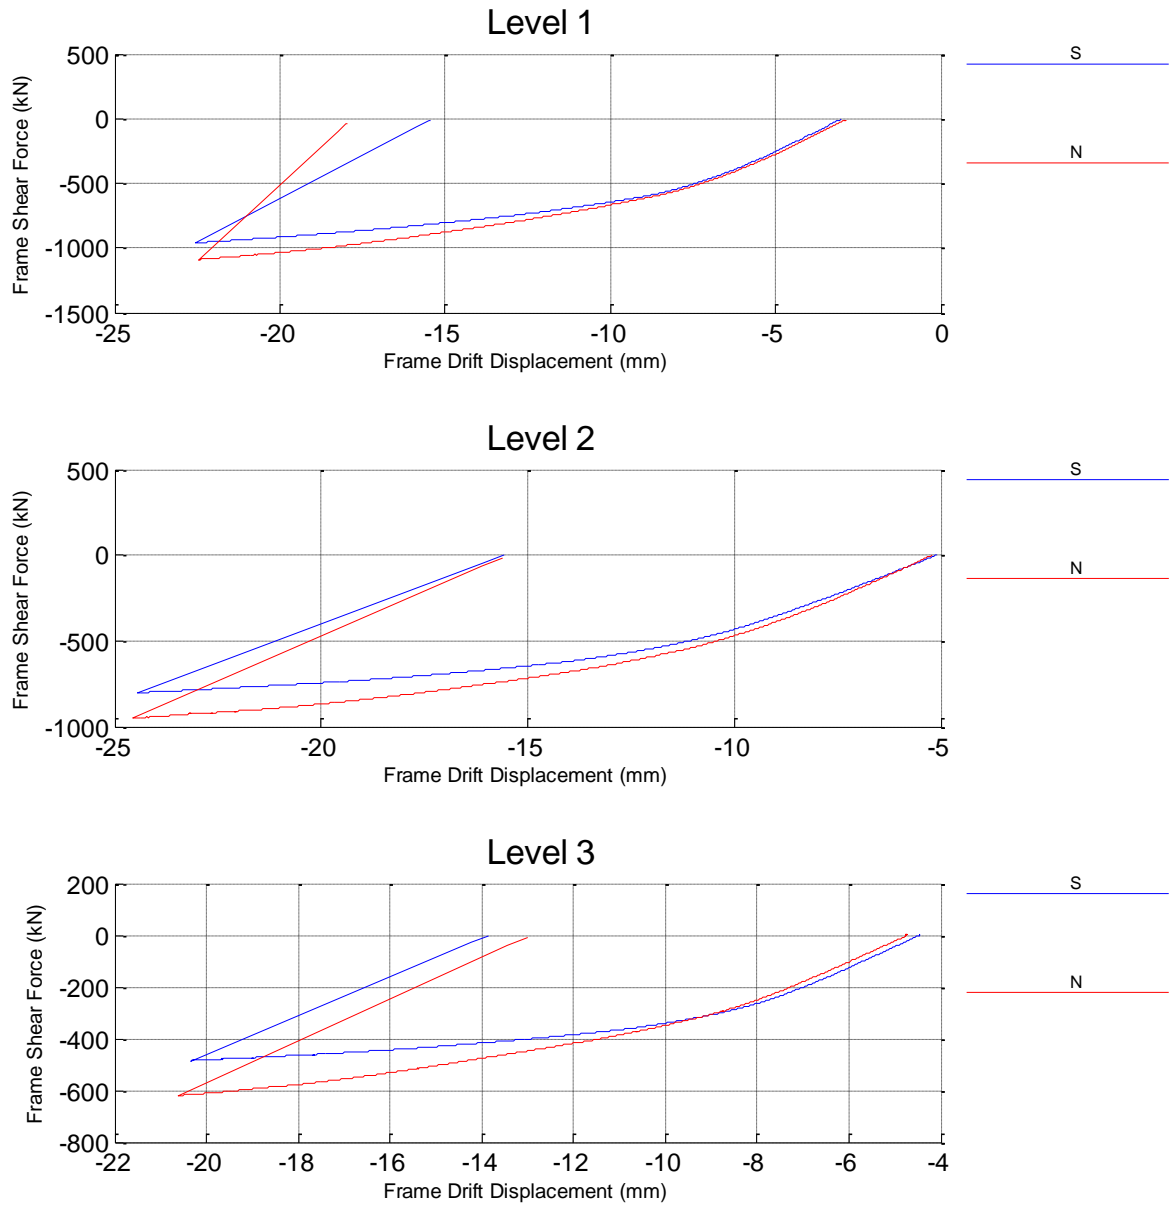 Level 1
Frame Shear Force (kN)
500
0
-500
-1000
-1500
-25
-20
-15
-10
-5
0
Frame Drift Displacement (mm)
S
N
Level 2
Frame Shear Force (kN)
500
0
-500
-1000
-25
-20
-15
-10
-5
Frame Drift Displacement (mm)
S
N
Level 3
Frame Shear Force (kN)
200
0
-200
-400
-600
-800
-22
-20
-18
-16
-14
-12
-10
-8
-6
-4
Frame Drift Displacement (mm)
S
N